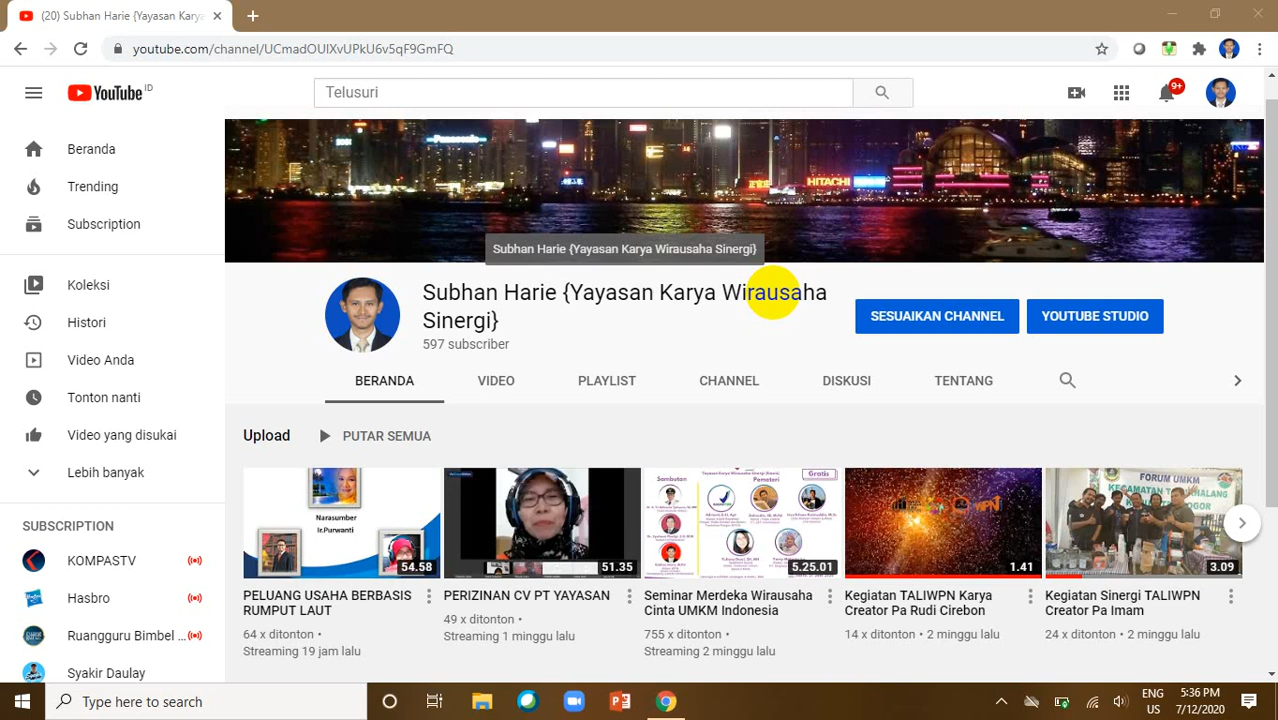 (20) Subhan Harie {Yayasan Karya
youtube.com/channel/UCmadOUlXvUPkU6v5qF9GmFQ
YouTube ID
Telusuri
9+
Beranda
Trending
Subscription
Koleksi
Histori
Video Anda
Tonton nanti
Video yang disukai
Lebih banyak
SUBSCRIPTION
KOMPASTV
Hasbro
Ruangguru Bimbel ...
Syakir Daulay
Panasonic
HITACHI
Subhan Harie {Yayasan Karya Wirausaha Sinergi}
Subhan Harie {Yayasan Karya Wirausaha
Sinergi}
597 subscriber
SESUAIKAN CHANNEL
YOUTUBE STUDIO
BERANDA
VIDEO
PLAYLIST
CHANNEL
DISKUSI
TENTANG
Upload
PUTAR SEMUA
Narasumber
Ir.Purwanti
54.58
PELUANG USAHA BERBASIS
RUMPUT LAUT
64 x ditonton •
Streaming 19 jam lalu
51.35
PERIZINAN CV PT YAYASAN
49 x ditonton •
Streaming 1 minggu lalu
Gratis
Sambutan
Pemateri
5.25.01
Seminar Merdeka Wirausaha
Cinta UMKM Indonesia
755 x ditonton •
Streaming 2 minggu lalu
1.41
Kegiatan TALIWPN Karya
Creator Pa Rudi Cirebon
14 x ditonton • 2 minggu lalu
FORUM UMKM
3.09
Kegiatan Sinergi TALIWPN
Creator Pa Imam
24 x ditonton • 2 minggu lalu
Type here to search
ENG
US
5:36 PM
7/12/2020